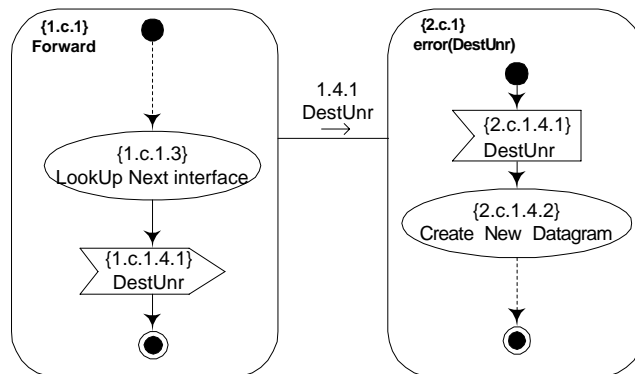 {1.c.1}
Forward
{1.c.1.3}
LookUp Next interface
{1.c.1.4.1}
DestUnr
1.4.1
DestUnr
{2.c.1}
error(DestUnr)
{2.c.1.4.1}
DestUnr
{2.c.1.4.2}
Create New Datagram